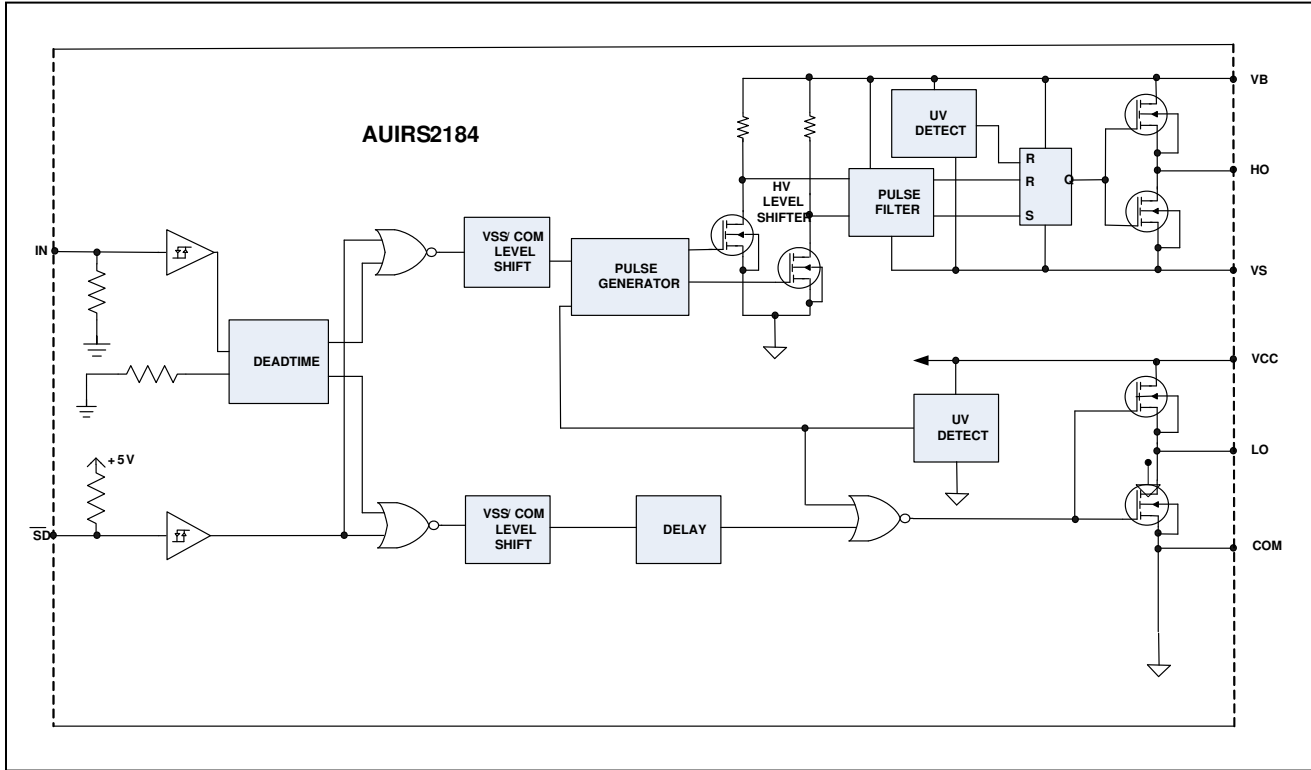 AUIRS2184
IN
+5V
SD
DEADTIME
VSS/COM
LEVEL
SHIFT
VSS/COM
LEVEL
SHIFT
PULSE
GENERATOR
DELAY
HV
LEVEL
SHIFTER
UV
DETECT
PULSE
FILTER
R
R
S
Q
UV
DETECT
VB
HO
VS
VCC
LO
COM